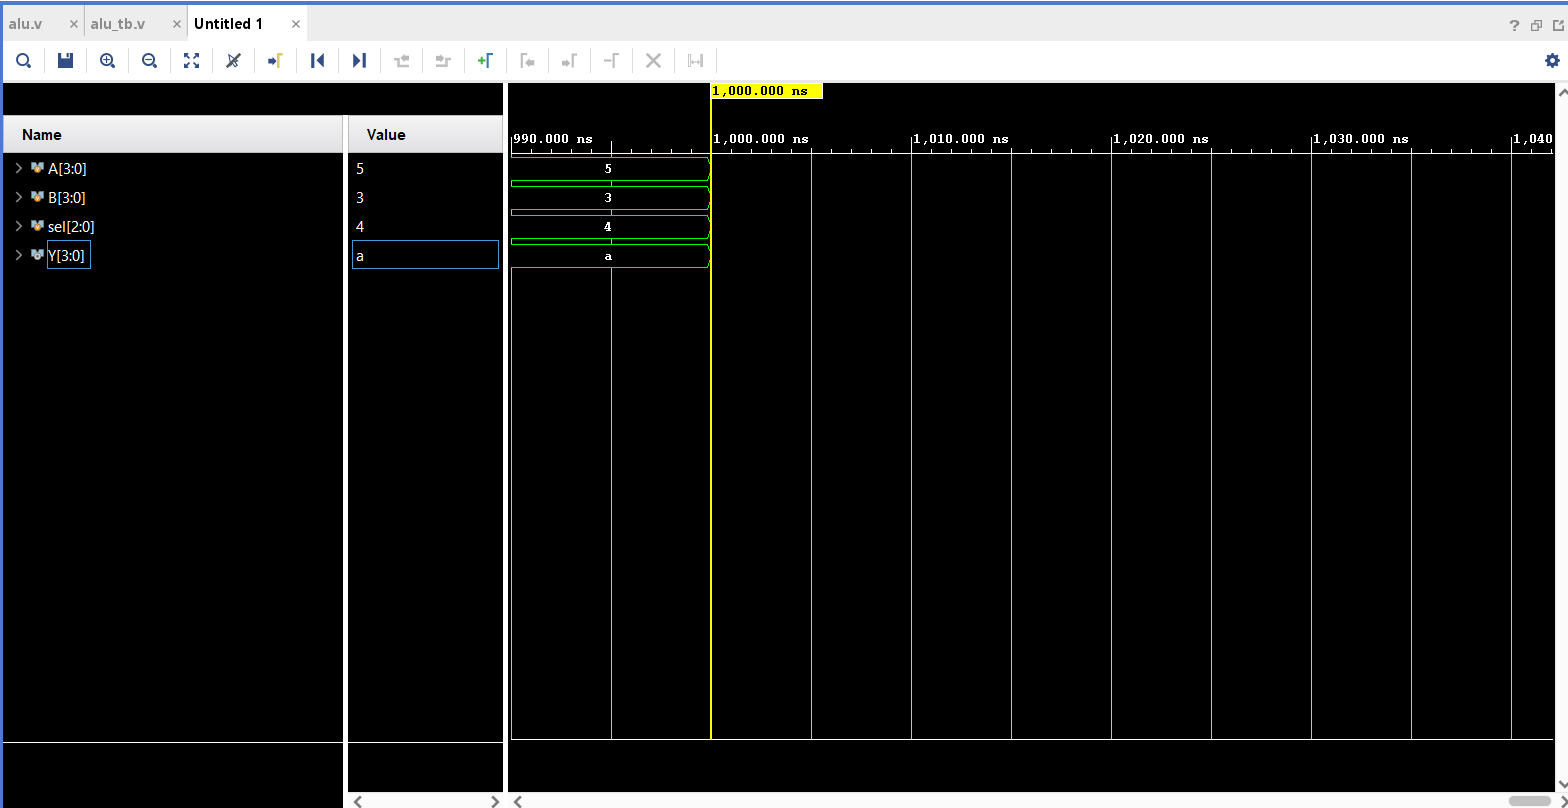 alu.v × alu_tb.v × Untitled 1 ×
?
1,000.000 ns
Name Value
990.000 ns 1,000.000 ns 1,010.000 ns 1,020.000 ns 1,030.000 ns 1,040
A[3:0] 5 5
B[3:0] 3 3
sel[2:0] 4 4
Y[3:0] a a